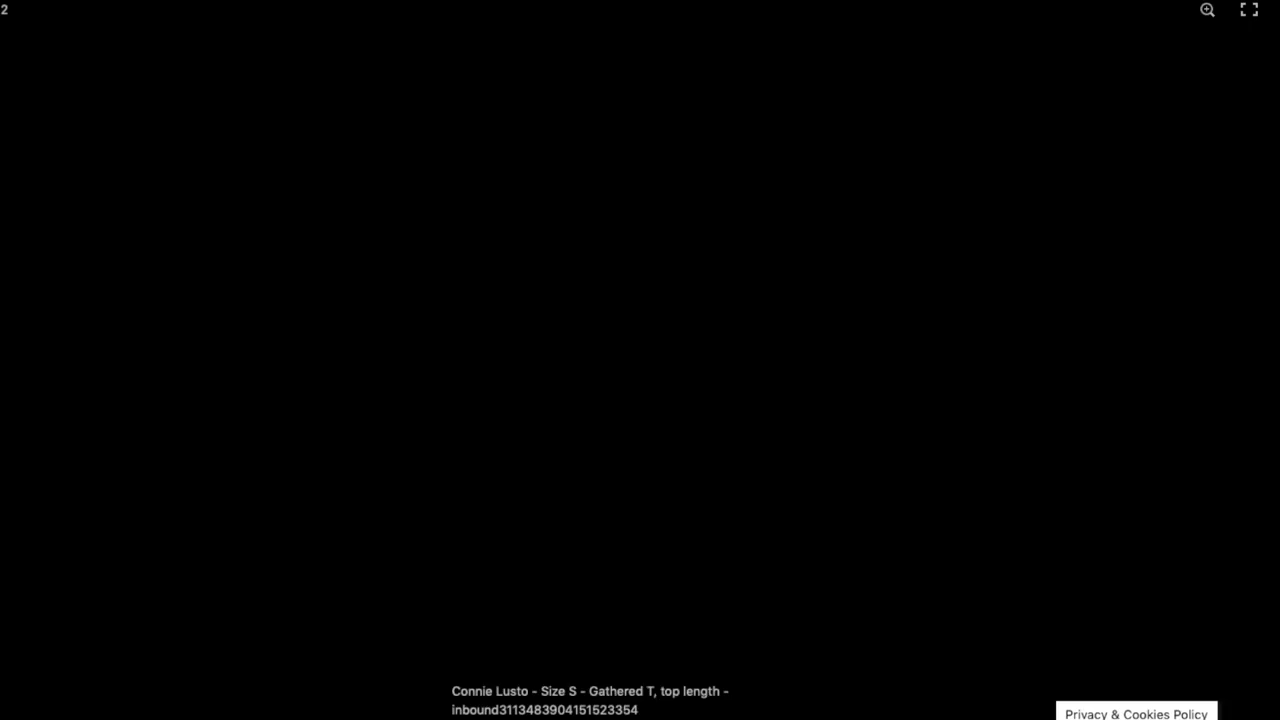 2
Connie Lusto - Size S - Gathered T, top length -
inbound3113483904151523354
Privacy & Cookies Policy